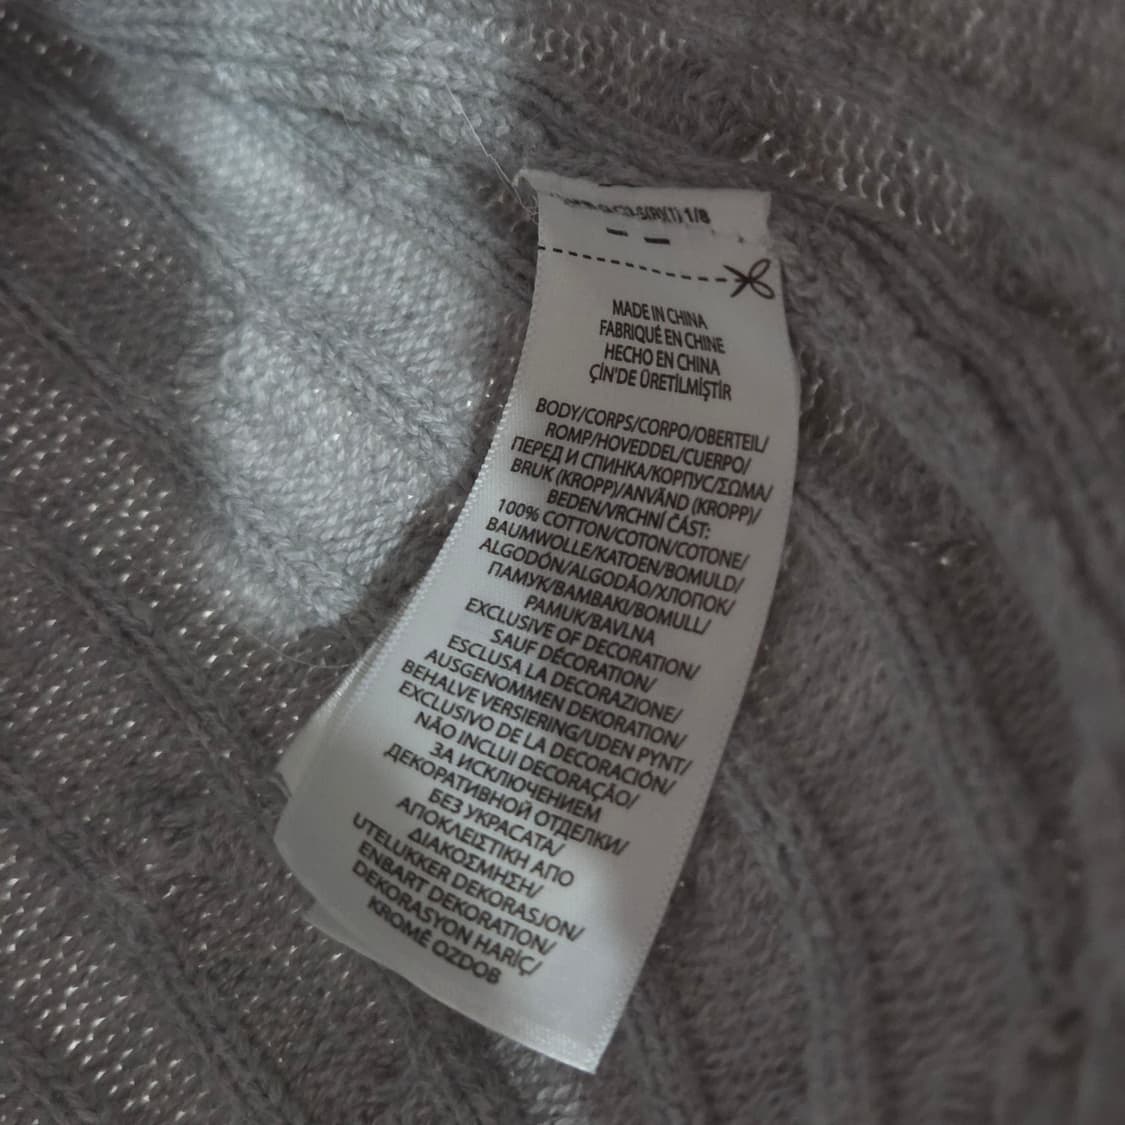 1/8
MADE IN CHINA
FABRIQUÉ EN CHINE
HECHO EN CHINA
ÇİN'DE ÜRETİLMİŞTİR
BODY/CORPS/CORPO/OBERTEIL/
ROMP/HOVEDDEL/CUERPO/
ПЕРЕД И СПИНКА/КОРПУС/ΣΩΜΑ/
BRUK (KROPP)/ANVÄND (KROPP)/
BEDEN/VRCHNÍ ČÁST:
100% COTTON/COTON/COTONE/
BAUMWOLLE/KATOEN/BOMULD/
ALGODÓN/ALGODÃO/ХЛОПОК/
ПАМУК/BAMBAKI/BOMULL/
PAMUK/BAVLNA
EXCLUSIVE OF DECORATION/
SAUF DÉCORATION/
ESCLUSA LA DECORAZIONE/
AUSGENOMMEN DEKORATION/
BEHALVE VERSIERING/UDEN PYNT/
EXCLUSIVO DE LA DECORACIÓN/
NÃO INCLUI DECORAÇÃO/
ЗА ИСКЛЮЧЕНИЕМ
ДЕКОРАТИВНОЙ ОТДЕЛКИ/
БЕЗ УКРАСАТА/
ΑΠΟΚΛΕΙΣΤΙΚΗ ΑΠΟ
ΔΙΑΚΟΣΜΗΣΗ/
UTELUKKER DEKORASJON/
ENBART DEKORATION/
DEKORASYON HARİÇ/
KROMĚ OZDOB